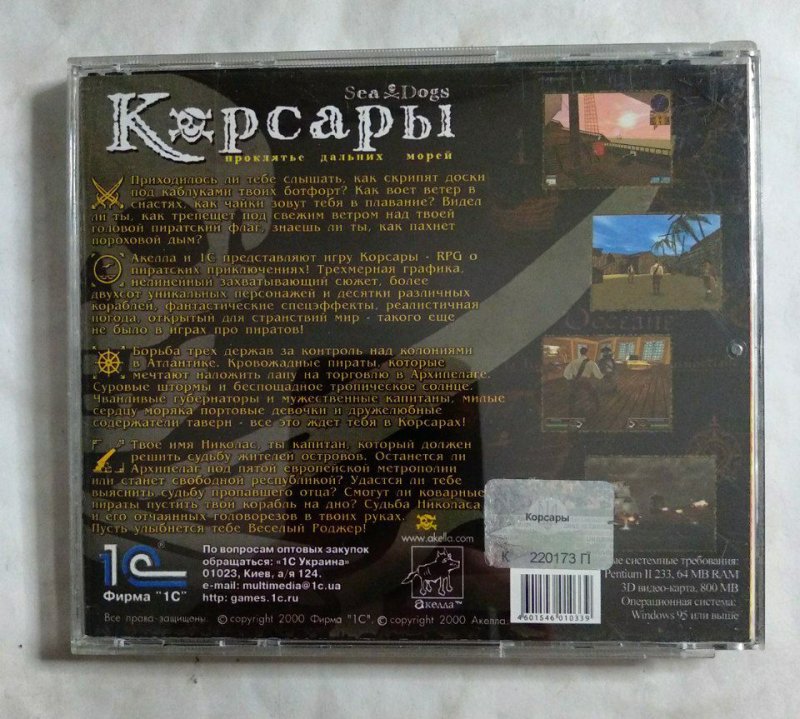 Sea Dogs
Корсары
проклятье дальних морей
Приходилось ли тебе слышать, как скрипят доски
под каблуками твоих ботфорт? Как воет ветер в
снастях, как чайки зовут тебя в плавание? Видел
ли ты, как трепещет под свежим ветром над твоей
головой пиратский флаг, знаешь ли ты, как пахнет
пороховой дым?
Акелла и 1С представляют игру Корсары - RPG о
пиратских приключениях! Трехмерная графика,
нелинейный захватывающий сюжет, более
двухсот уникальных персонажей и десятки различных
кораблей, фантастические спецэффекты, реалистичная
погода, открытый для странствий мир - такого еще
не было в играх про пиратов!
Борьба трех держав за контроль над колониями
в Атлантике. Кровожадные пираты, которые
мечтают наложить лапу на торговлю в Архипелаге.
Суровые штормы и беспощадное тропическое солнце.
Чванливые губернаторы и мужественные капитаны, милые
сердцу моряка портовые девочки и дружелюбные
содержатели таверн - все это ждет тебя в Корсарах!
Твое имя Николас, ты капитан, который должен
решить судьбу жителей островов. Останется ли
Архипелаг под пятой европейской метрополии
или станет свободной республикой? Удастся ли тебе
выяснить судьбу пропавшего отца? Смогут ли коварные
пираты пустить твой корабль на дно? Судьба Николаса
и его отчаянных головорезов в твоих руках.
Пусть улыбнется тебе Веселый Роджер!
1С®
Фирма "1С"
По вопросам оптовых закупок
обращаться: «1С Украина»
01023, Киев, а/я 124.
e-mail: multimedia@1c.ua
http: games.1c.ru
www.akella.com
акелла™
Корсары
К 220173 П
4601546010339
системные требования:
Pentium II 233, 64 MB RAM
3D видео-карта, 800 MB
Операционная система:
Windows 95 или выше
Все права защищены. © copyright 2000 Фирма "1С". © copyright 2000 Акелла